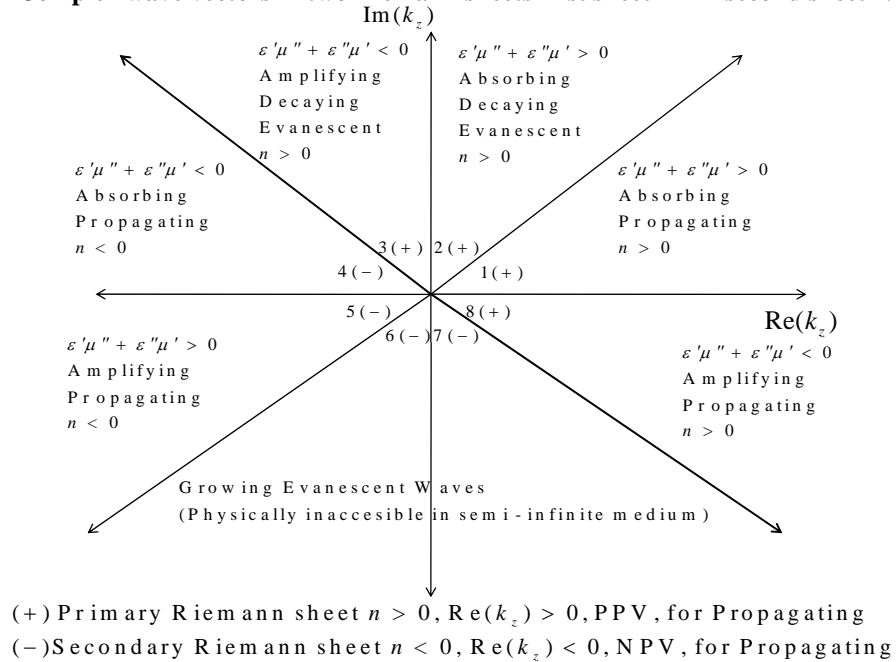 Im(k_z)
ε'μ'' + ε''μ' < 0
Amplifying
Decaying
Evanescent
n > 0
ε'μ'' + ε''μ' > 0
Absorbing
Decaying
Evanescent
n > 0
ε'μ'' + ε''μ' < 0
Absorbing
Propagating
n < 0
ε'μ'' + ε''μ' > 0
Absorbing
Propagating
n > 0
3(+) 2(+)
4(−) 1(+)
5(−) 8(+)
6(−) 7(−)
Re(k_z)
ε'μ'' + ε''μ' > 0
Amplifying
Propagating
n < 0
ε'μ'' + ε''μ' < 0
Amplifying
Propagating
n > 0
Growing Evanescent Waves
(Physically inaccesible in semi-infinite medium)
(+) Primary Riemann sheet n > 0, Re(k_z) > 0, PPV, for Propagating
(−)Secondary Riemann sheet n < 0, Re(k_z) < 0, NPV, for Propagating